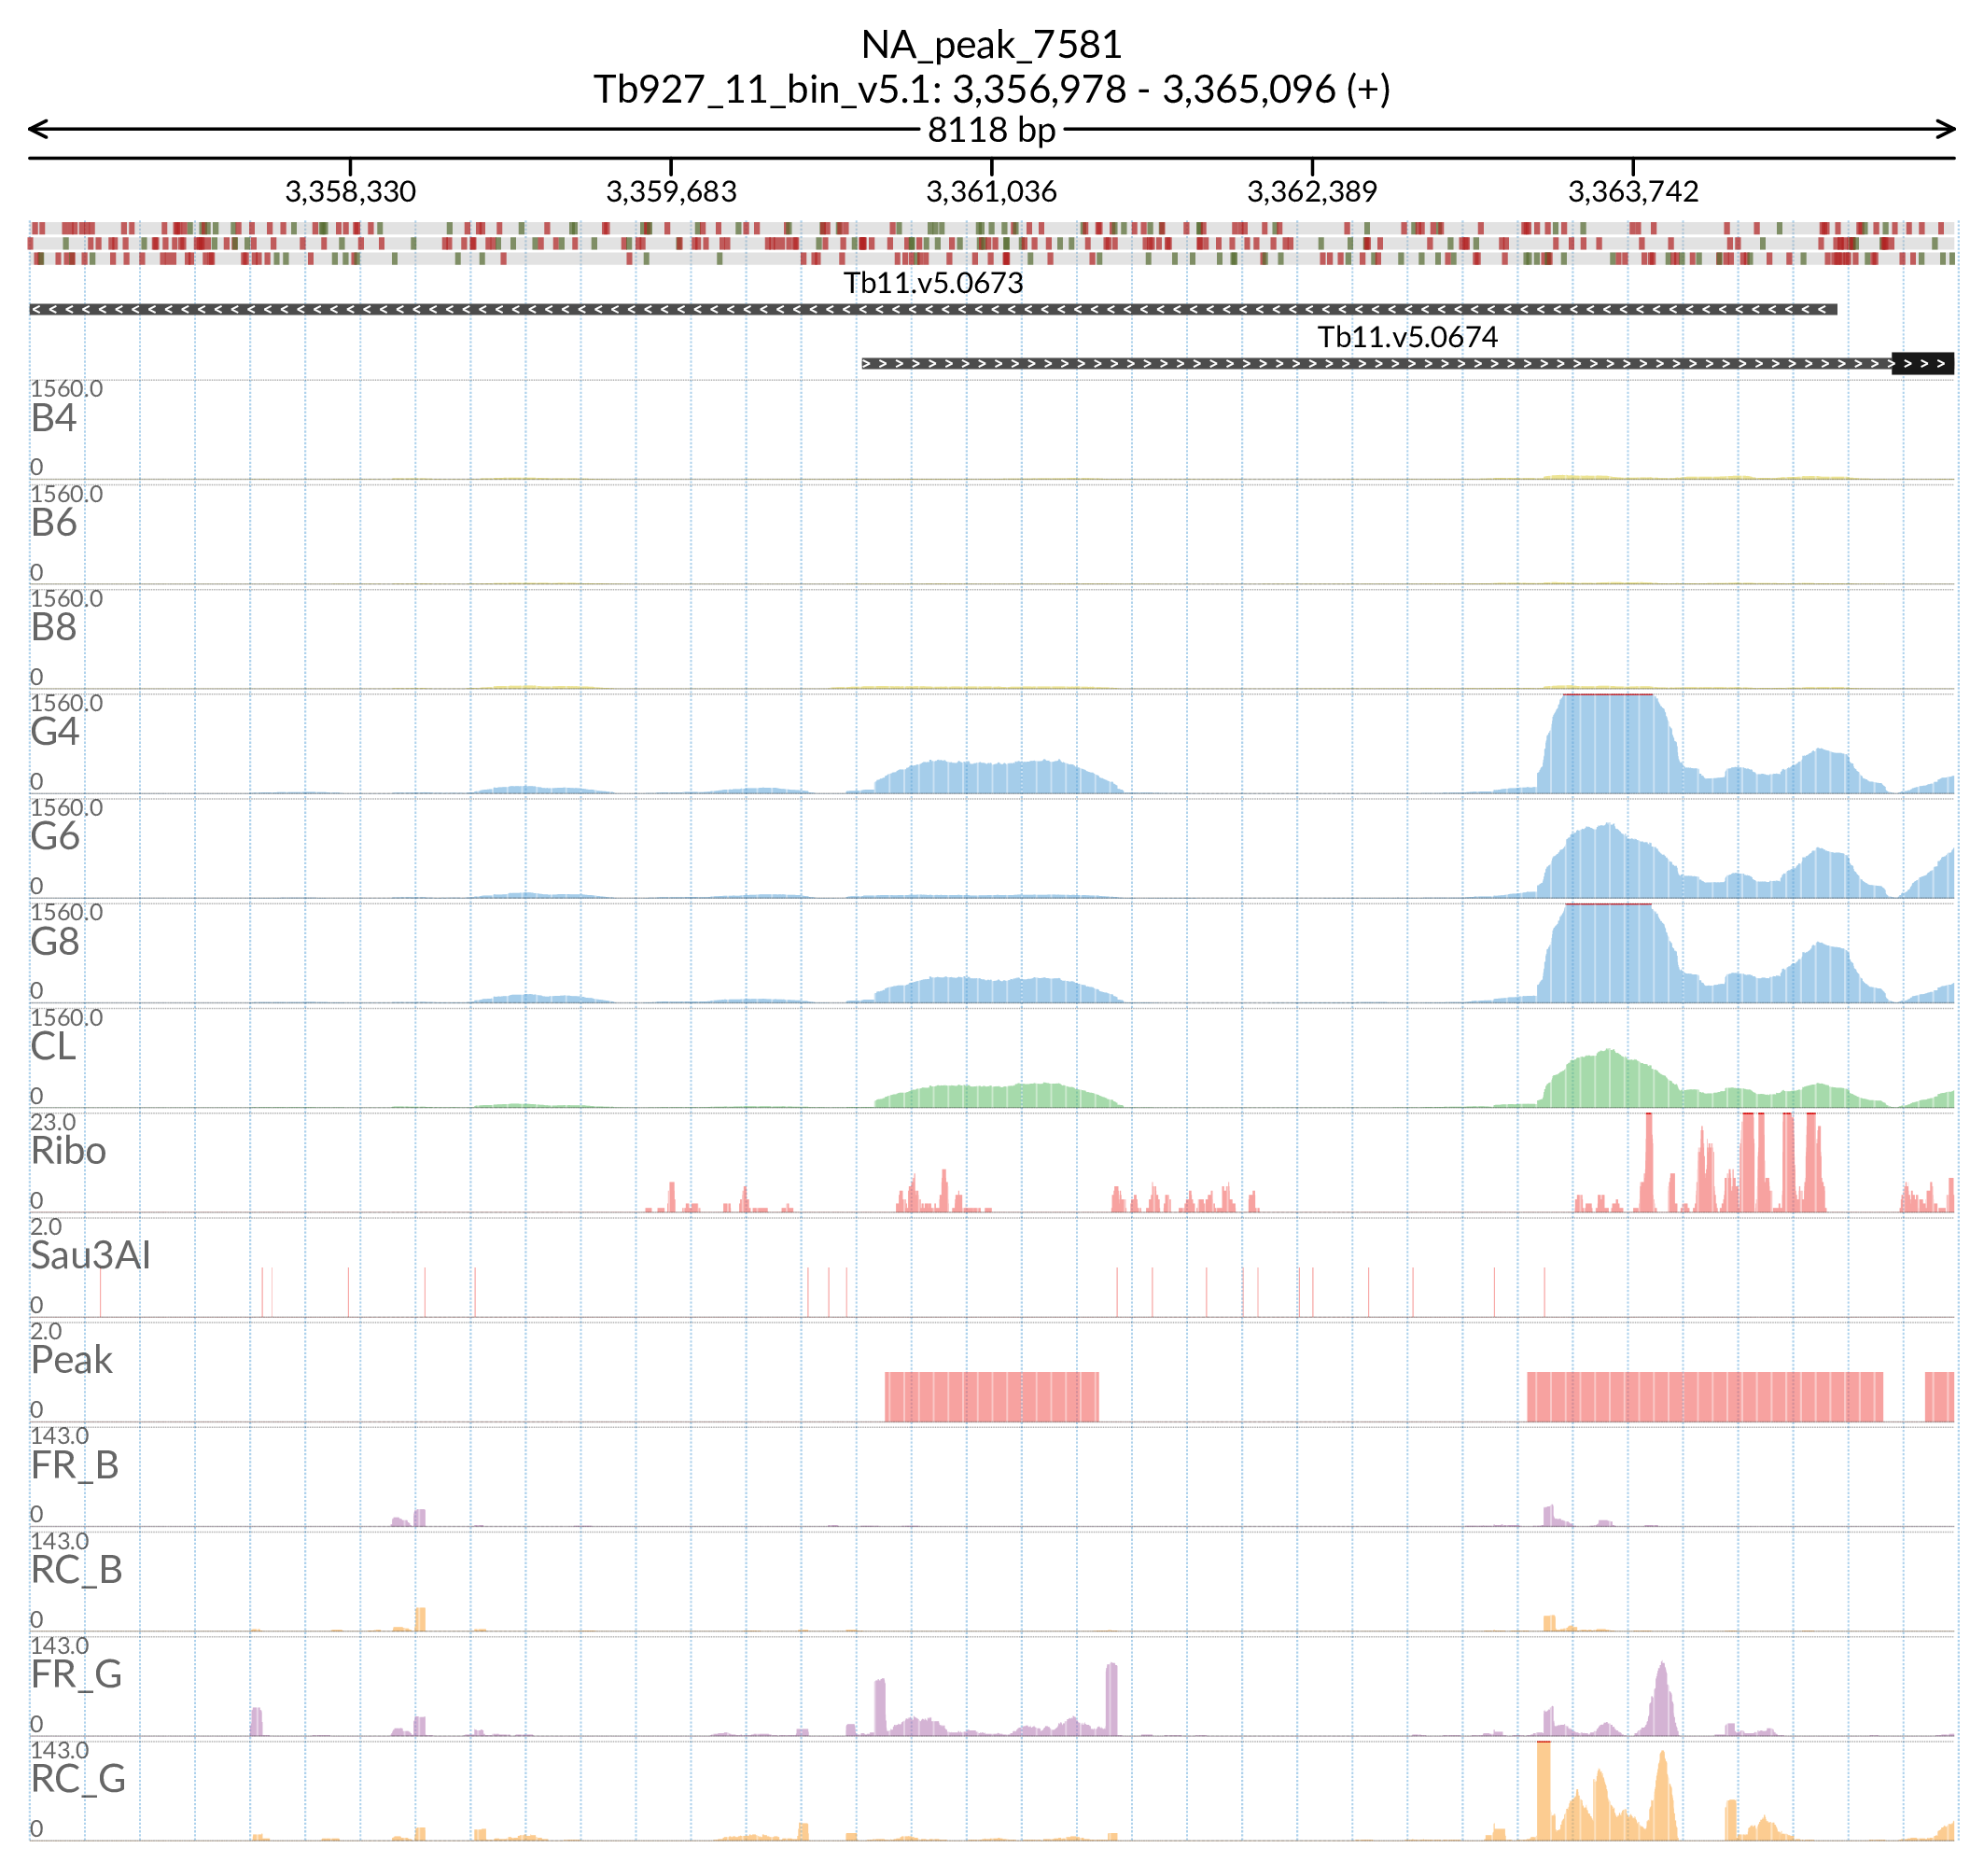 NA_peak_7581
Tb927_11_bin_v5.1: 3,356,978 - 3,365,096 (+)
8118 bp
3,358,330 3,359,683 3,361,036 3,362,389 3,363,742
Tb11.v5.0673
Tb11.v5.0674
1560.0
B4
0
1560.0
B6
0
1560.0
B8
0
1560.0
G4
0
1560.0
G6
0
1560.0
G8
0
1560.0
CL
0
23.0
Ribo
0
2.0
Sau3AI
0
2.0
Peak
0
143.0
FR_B
0
143.0
RC_B
0
143.0
FR_G
0
143.0
RC_G
0